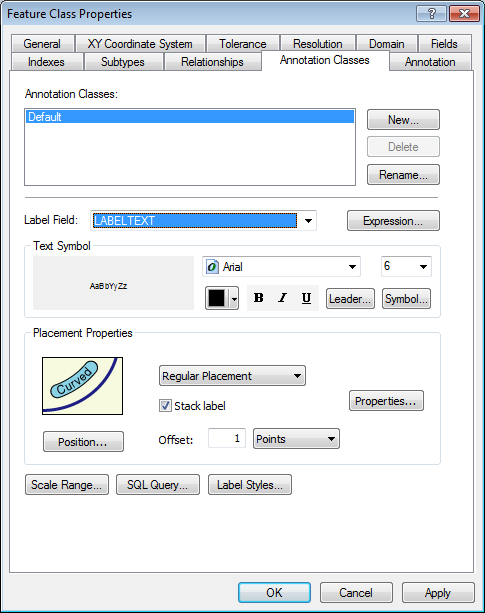 Feature Class Properties
General XY Coordinate System Tolerance Resolution Domain Fields
Indexes Subtypes Relationships Annotation Classes Annotation
Annotation Classes:
Default
New...
Delete
Rename...
Label Field: LABELTEXT Expression...
Text Symbol
AaBbYyZz
Arial 6
B I U Leader... Symbol...
Placement Properties
Curved
Regular Placement
Stack label
Properties...
Position... Offset: 1 Points
Scale Range... SQL Query... Label Styles...
OK Cancel Apply